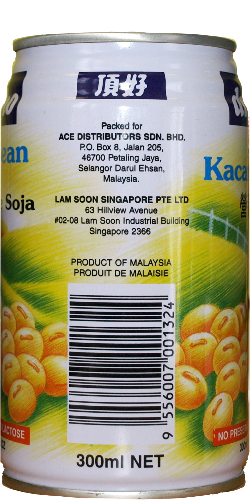 頂好
Packed for
ACE DISTRIBUTORS SDN. BHD.
P.O. Box 8, Jalan 205,
46700 Petaling Jaya,
Selangor Darul Ehsan,
Malaysia.
ean
Kaca
Soja
LAM SOON SINGAPORE PTE LTD
63 Hillview Avenue
#02-08 Lam Soon Industrial Building
Singapore 2366
PRODUCT OF MALAYSIA
PRODUIT DE MALAISIE
9 556007 001324
LACTOSE
NO PRES
300ml NET